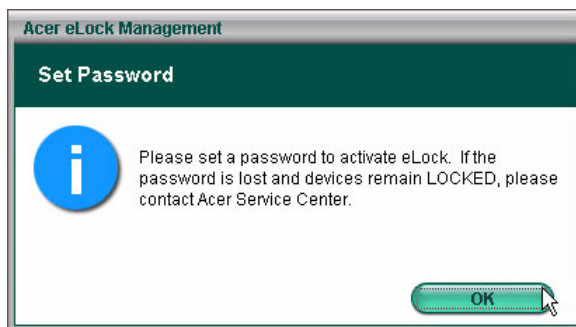 Acer eLock Management
Set Password
Please set a password to activate eLock. If the
password is lost and devices remain LOCKED, please
contact Acer Service Center.
OK